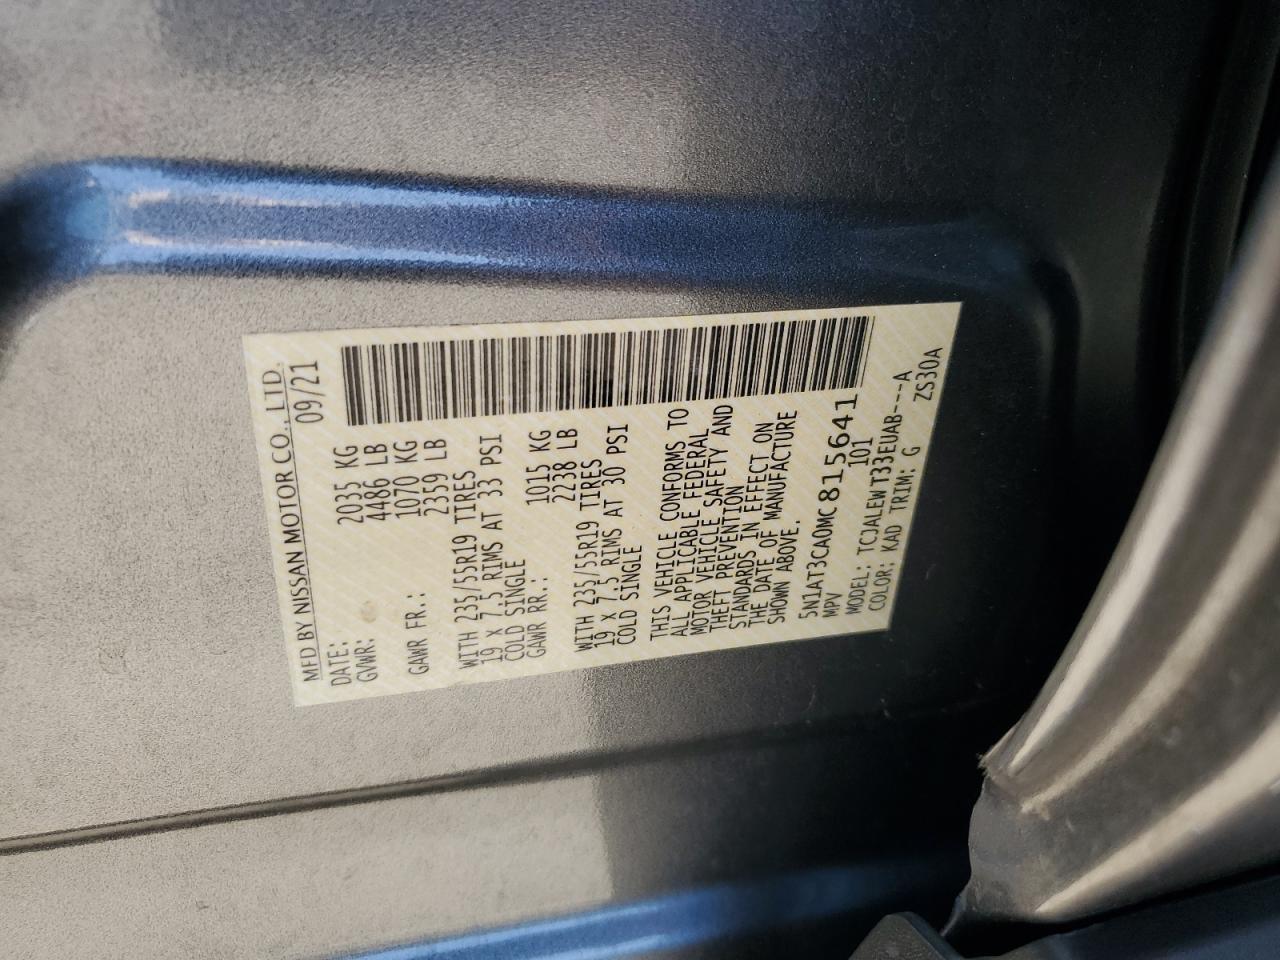 MFD BY NISSAN MOTOR CO., LTD.
DATE: 09/21
GVWR: 2035 KG
4486 LB
GAWR FR.: 1070 KG
2359 LB
WITH 235/55R19 TIRES
19 X 7.5 RIMS AT 33 PSI
COLD SINGLE
GAWR RR.: 1015 KG
2238 LB
WITH 235/55R19 TIRES
19 X 7.5 RIMS AT 30 PSI
COLD SINGLE
THIS VEHICLE CONFORMS TO
ALL APPLICABLE FEDERAL
MOTOR VEHICLE SAFETY AND
THEFT PREVENTION
STANDARDS IN EFFECT ON
THE DATE OF MANUFACTURE
SHOWN ABOVE.
5N1AT3CA0MC815641
MPV 101
MODEL: TCJALEWT33EUAB----A
COLOR: KAD TRIM: G ZS30A